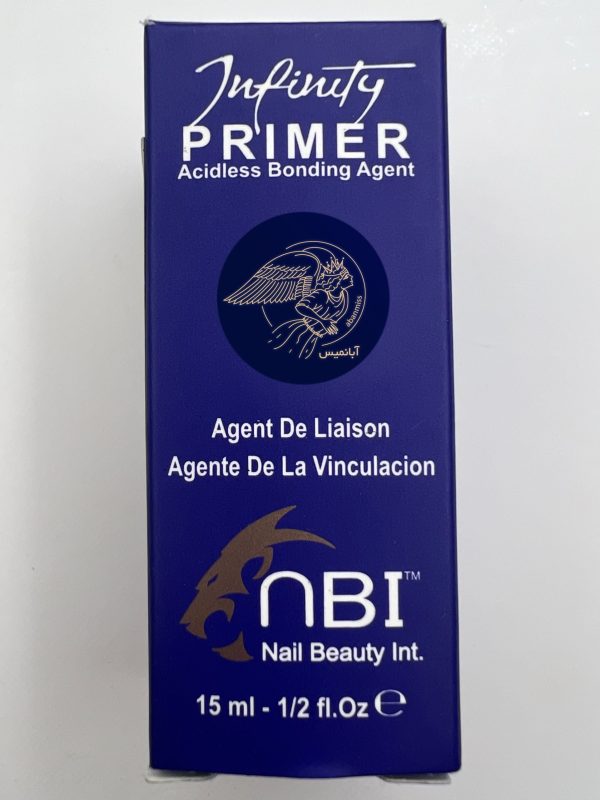 Infinity
PRIMER
Acidless Bonding Agent
abanmiss
آبانمیس
Agent De Liaison
Agente De La Vinculacion
NBI™
Nail Beauty Int.
15 ml - 1/2 fl.Oz ℮